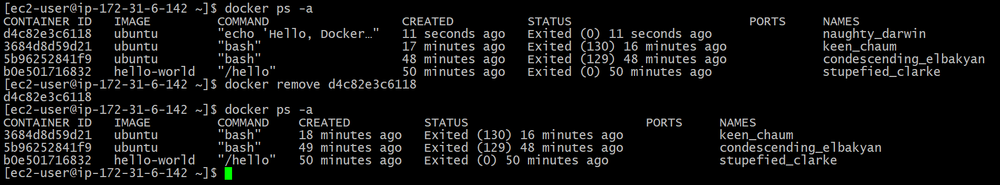 [ec2-user@ip-172-31-6-142 ~]$ docker ps -a
CONTAINER ID   IMAGE         COMMAND                  CREATED          STATUS                        PORTS     NAMES
d4c82e3c6118   ubuntu        "echo 'Hello, Docker…"   11 seconds ago   Exited (0) 11 seconds ago               naughty_darwin
3684d8d59d21   ubuntu        "bash"                   17 minutes ago   Exited (130) 16 minutes ago             keen_chaum
5b96252841f9   ubuntu        "bash"                   48 minutes ago   Exited (129) 48 minutes ago             condescending_elbakyan
b0e501716832   hello-world   "/hello"                 50 minutes ago   Exited (0) 50 minutes ago               stupefied_clarke
[ec2-user@ip-172-31-6-142 ~]$ docker remove d4c82e3c6118
d4c82e3c6118
[ec2-user@ip-172-31-6-142 ~]$ docker ps -a
CONTAINER ID   IMAGE         COMMAND    CREATED          STATUS                        PORTS     NAMES
3684d8d59d21   ubuntu        "bash"     18 minutes ago   Exited (130) 16 minutes ago             keen_chaum
5b96252841f9   ubuntu        "bash"     49 minutes ago   Exited (129) 48 minutes ago             condescending_elbakyan
b0e501716832   hello-world   "/hello"   50 minutes ago   Exited (0) 50 minutes ago               stupefied_clarke
[ec2-user@ip-172-31-6-142 ~]$